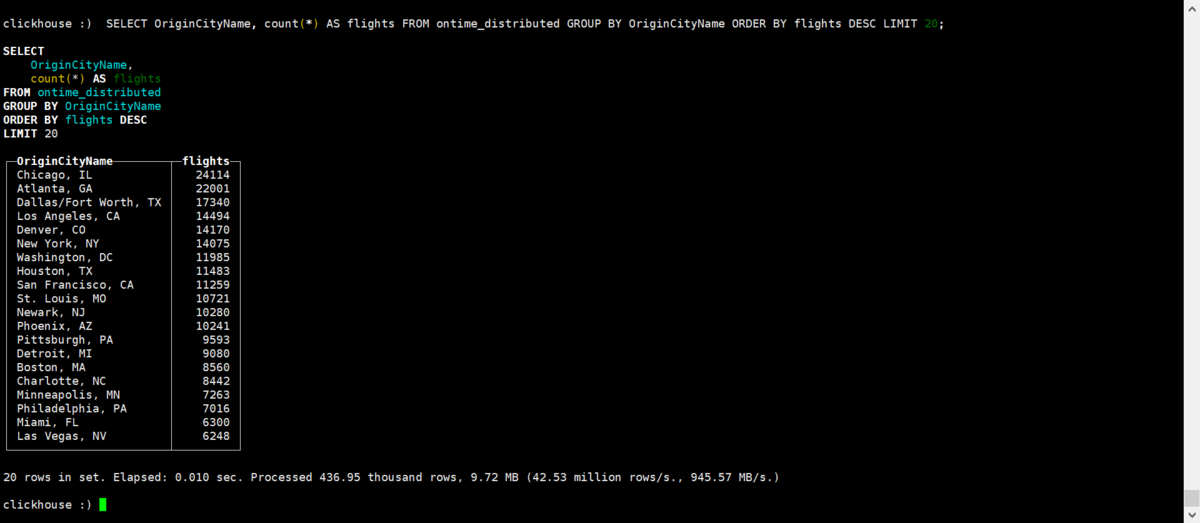 clickhouse :)  SELECT OriginCityName, count(*) AS flights FROM ontime_distributed GROUP BY OriginCityName ORDER BY flights DESC LIMIT 20;
SELECT
    OriginCityName,
    count(*) AS flights
FROM ontime_distributed
GROUP BY OriginCityName
ORDER BY flights DESC
LIMIT 20
OriginCityName flights
Chicago, IL 24114
Atlanta, GA 22001
Dallas/Fort Worth, TX 17340
Los Angeles, CA 14494
Denver, CO 14170
New York, NY 14075
Washington, DC 11985
Houston, TX 11483
San Francisco, CA 11259
St. Louis, MO 10721
Newark, NJ 10280
Phoenix, AZ 10241
Pittsburgh, PA 9593
Detroit, MI 9080
Boston, MA 8560
Charlotte, NC 8442
Minneapolis, MN 7263
Philadelphia, PA 7016
Miami, FL 6300
Las Vegas, NV 6248
20 rows in set. Elapsed: 0.010 sec. Processed 436.95 thousand rows, 9.72 MB (42.53 million rows/s., 945.57 MB/s.)
clickhouse :)